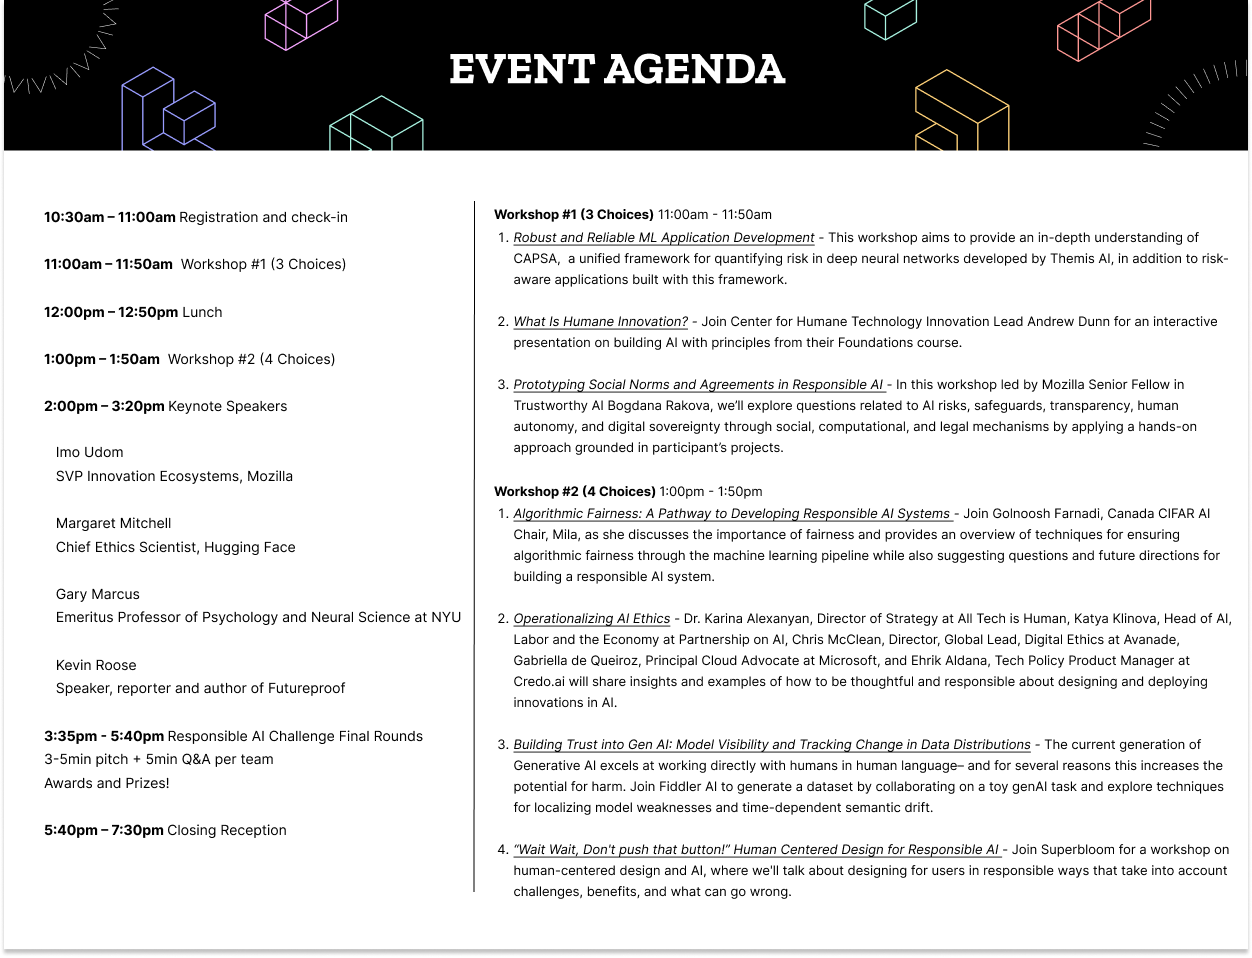 EVENT AGENDA
10:30am – 11:00am Registration and check-in
11:00am – 11:50am Workshop #1 (3 Choices)
12:00pm – 12:50pm Lunch
1:00pm – 1:50am Workshop #2 (4 Choices)
2:00pm – 3:20pm Keynote Speakers
Imo Udom
SVP Innovation Ecosystems, Mozilla
Margaret Mitchell
Chief Ethics Scientist, Hugging Face
Gary Marcus
Emeritus Professor of Psychology and Neural Science at NYU
Kevin Roose
Speaker, reporter and author of Futureproof
3:35pm - 5:40pm Responsible AI Challenge Final Rounds
3-5min pitch + 5min Q&A per team
Awards and Prizes!
5:40pm – 7:30pm Closing Reception
Workshop #1 (3 Choices) 11:00am - 11:50am
1. Robust and Reliable ML Application Development - This workshop aims to provide an in-depth understanding of
CAPSA, a unified framework for quantifying risk in deep neural networks developed by Themis AI, in addition to risk-
aware applications built with this framework.
2. What Is Humane Innovation? - Join Center for Humane Technology Innovation Lead Andrew Dunn for an interactive
presentation on building AI with principles from their Foundations course.
3. Prototyping Social Norms and Agreements in Responsible AI - In this workshop led by Mozilla Senior Fellow in
Trustworthy AI Bogdana Rakova, we’ll explore questions related to AI risks, safeguards, transparency, human
autonomy, and digital sovereignty through social, computational, and legal mechanisms by applying a hands-on
approach grounded in participant’s projects.
Workshop #2 (4 Choices) 1:00pm - 1:50pm
1. Algorithmic Fairness: A Pathway to Developing Responsible AI Systems - Join Golnoosh Farnadi, Canada CIFAR AI
Chair, Mila, as she discusses the importance of fairness and provides an overview of techniques for ensuring
algorithmic fairness through the machine learning pipeline while also suggesting questions and future directions for
building a responsible AI system.
2. Operationalizing AI Ethics - Dr. Karina Alexanyan, Director of Strategy at All Tech is Human, Katya Klinova, Head of AI,
Labor and the Economy at Partnership on AI, Chris McClean, Director, Global Lead, Digital Ethics at Avanade,
Gabriella de Queiroz, Principal Cloud Advocate at Microsoft, and Ehrik Aldana, Tech Policy Product Manager at
Credo.ai will share insights and examples of how to be thoughtful and responsible about designing and deploying
innovations in AI.
3. Building Trust into Gen AI: Model Visibility and Tracking Change in Data Distributions - The current generation of
Generative AI excels at working directly with humans in human language– and for several reasons this increases the
potential for harm. Join Fiddler AI to generate a dataset by collaborating on a toy genAI task and explore techniques
for localizing model weaknesses and time-dependent semantic drift.
4. “Wait Wait, Don't push that button!” Human Centered Design for Responsible AI - Join Superbloom for a workshop on
human-centered design and AI, where we'll talk about designing for users in responsible ways that take into account
challenges, benefits, and what can go wrong.